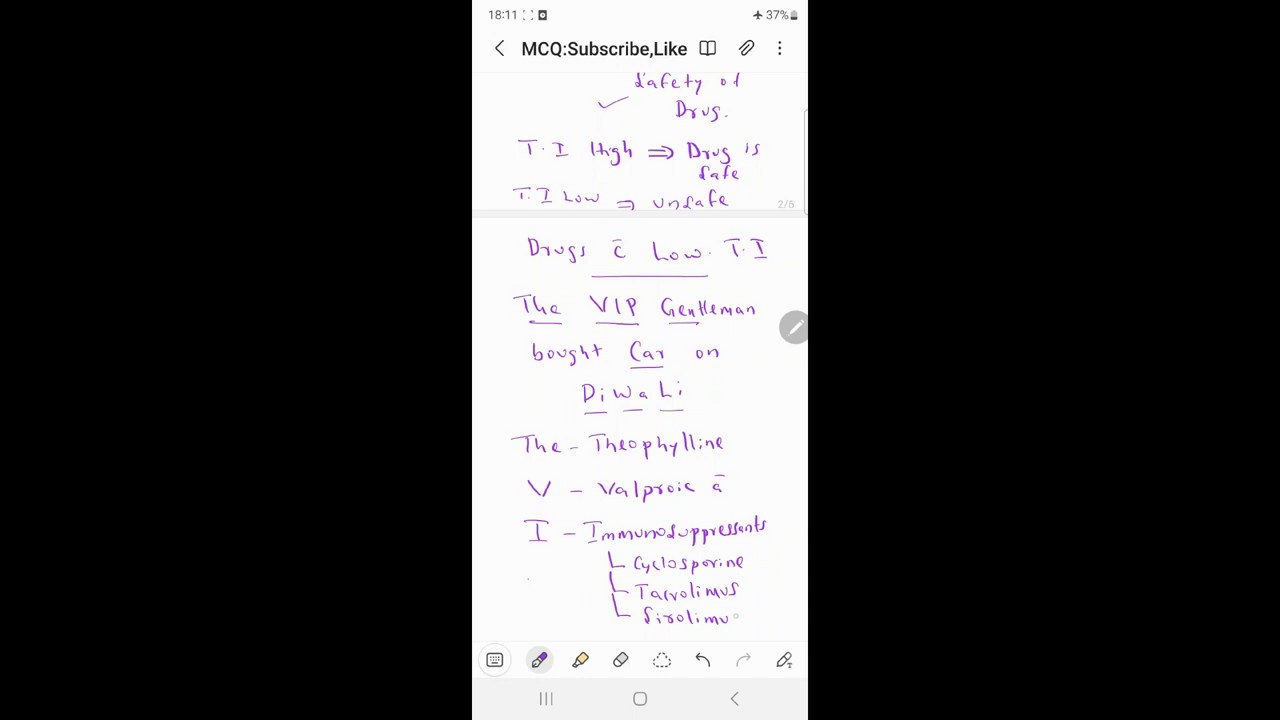 18:11 37%
MCQ:Subscribe,Like
Safety of
Drug.
T.I High ⇒ Drug is
Safe
T.I Low ⇒ unsafe
2/6
Drugs c̄ Low. T.I
The VIP Gentleman
bought Car on
DiWaLi
The - Theophylline
V - Valproic ā
I - Immunosuppressants
Cyclosporine
Tacrolimus
Sirolimus